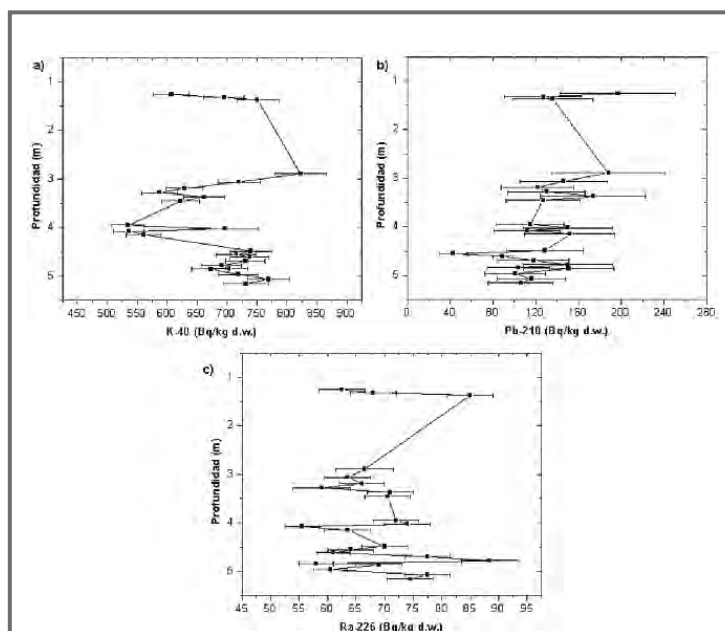 a)
Profundidad (m)
1
2
3
4
5
400 450 500 550 600 650 700 750 800 850 900
K-40 (Bq/kg d.w.)
b)
Profundidad (m)
1
2
3
4
5
0 40 80 120 160 200 240 280
Pb-210 (Bq/kg d.w.)
c)
Profundidad (m)
1
2
3
4
5
45 50 55 60 65 70 75 80 85 90 95
Ra-226 (Bq/kg d.w.)